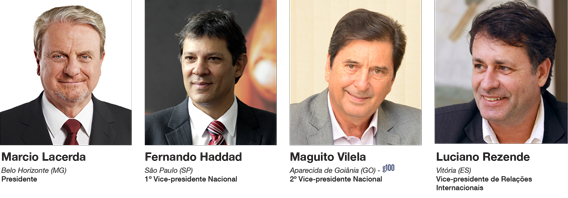 Marcio Lacerda
Belo Horizonte (MG)
Presidente
Fernando Haddad
São Paulo (SP)
1º Vice-presidente Nacional
Maguito Vilela
Aparecida de Goiânia (GO) - g100
2º Vice-presidente Nacional
Luciano Rezende
Vitória (ES)
Vice-presidente de Relações
Internacionais